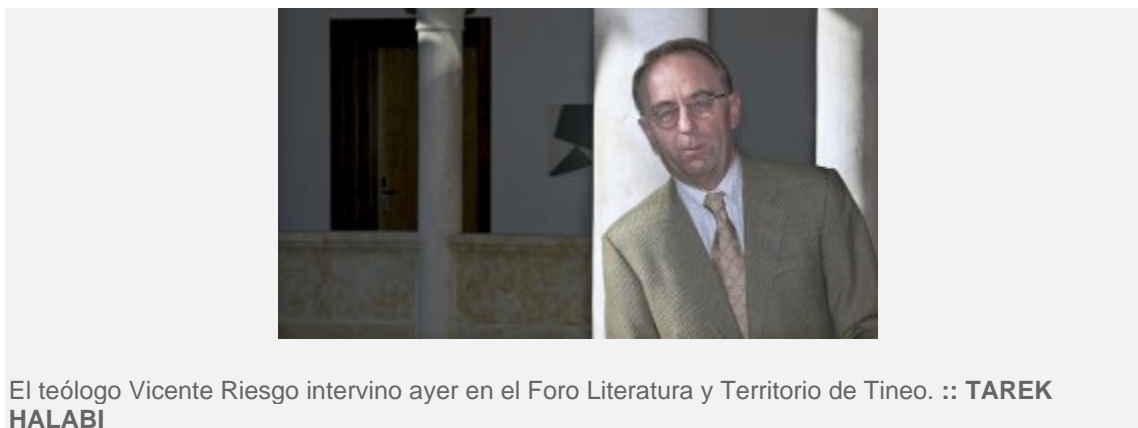 El teólogo Vicente Riesgo intervino ayer en el Foro Literatura y Territorio de Tineo. :: TAREK
HALABI